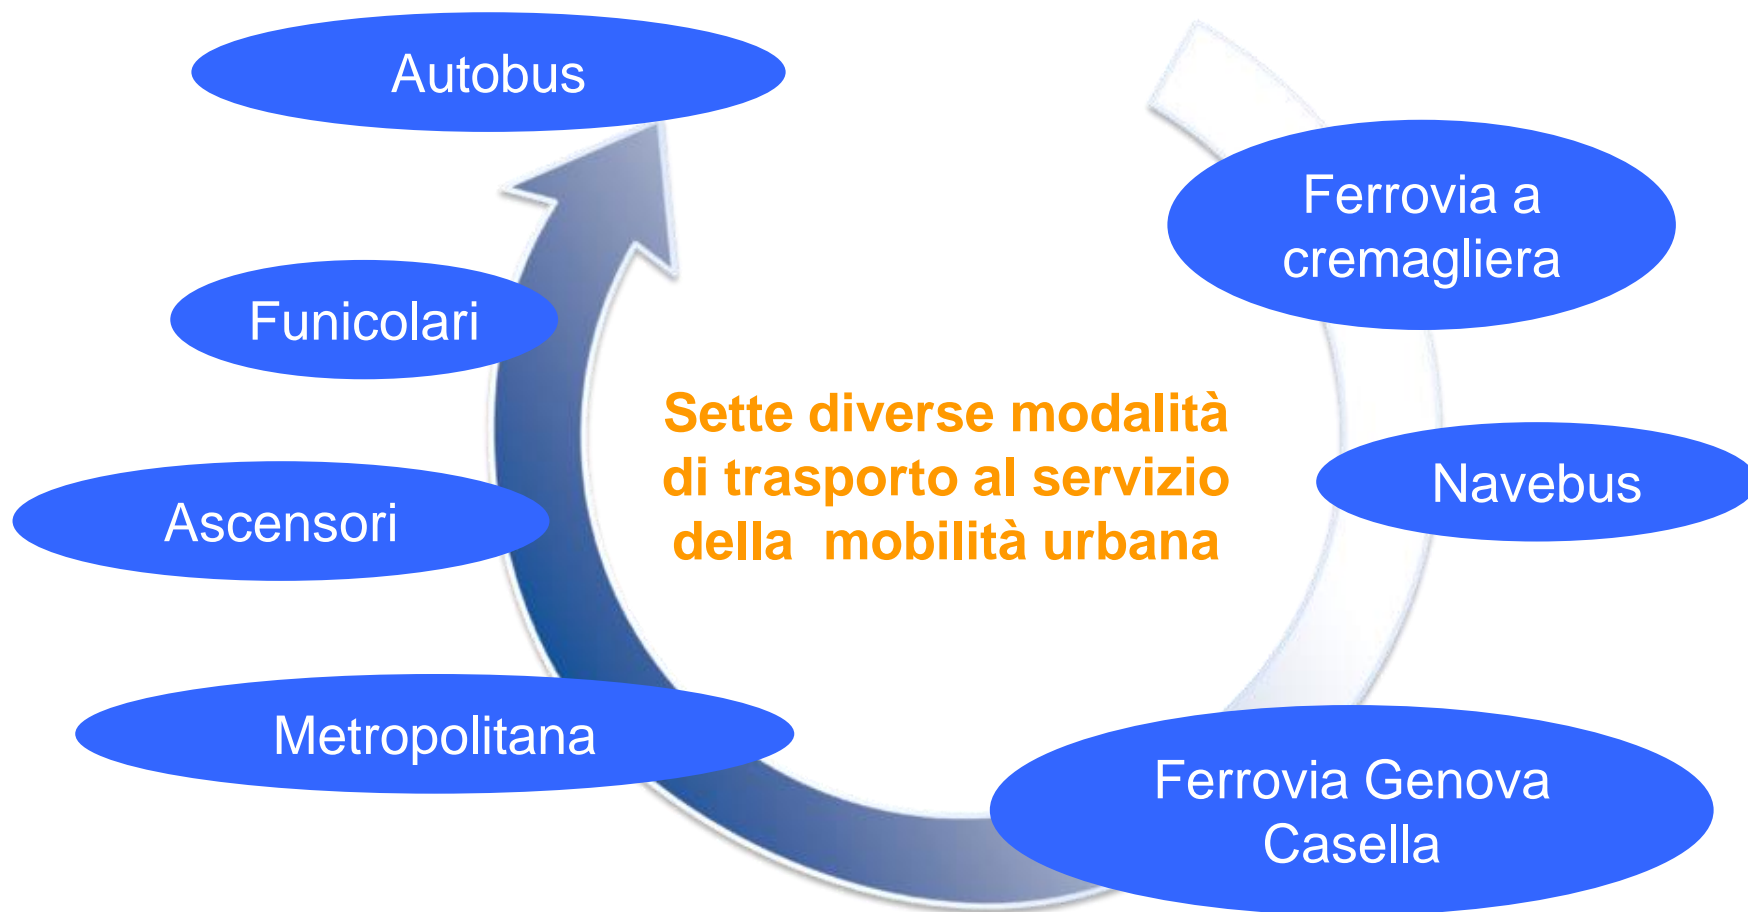 Autobus
Ferrovia a
cremagliera
Funicolari
Sette diverse modalità
di trasporto al servizio
della mobilità urbana
Navebus
Ascensori
Metropolitana
Ferrovia Genova
Casella